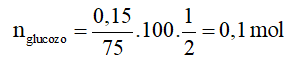 n_glucozo = 0,15/75 . 100 . 1/2 = 0,1 mol